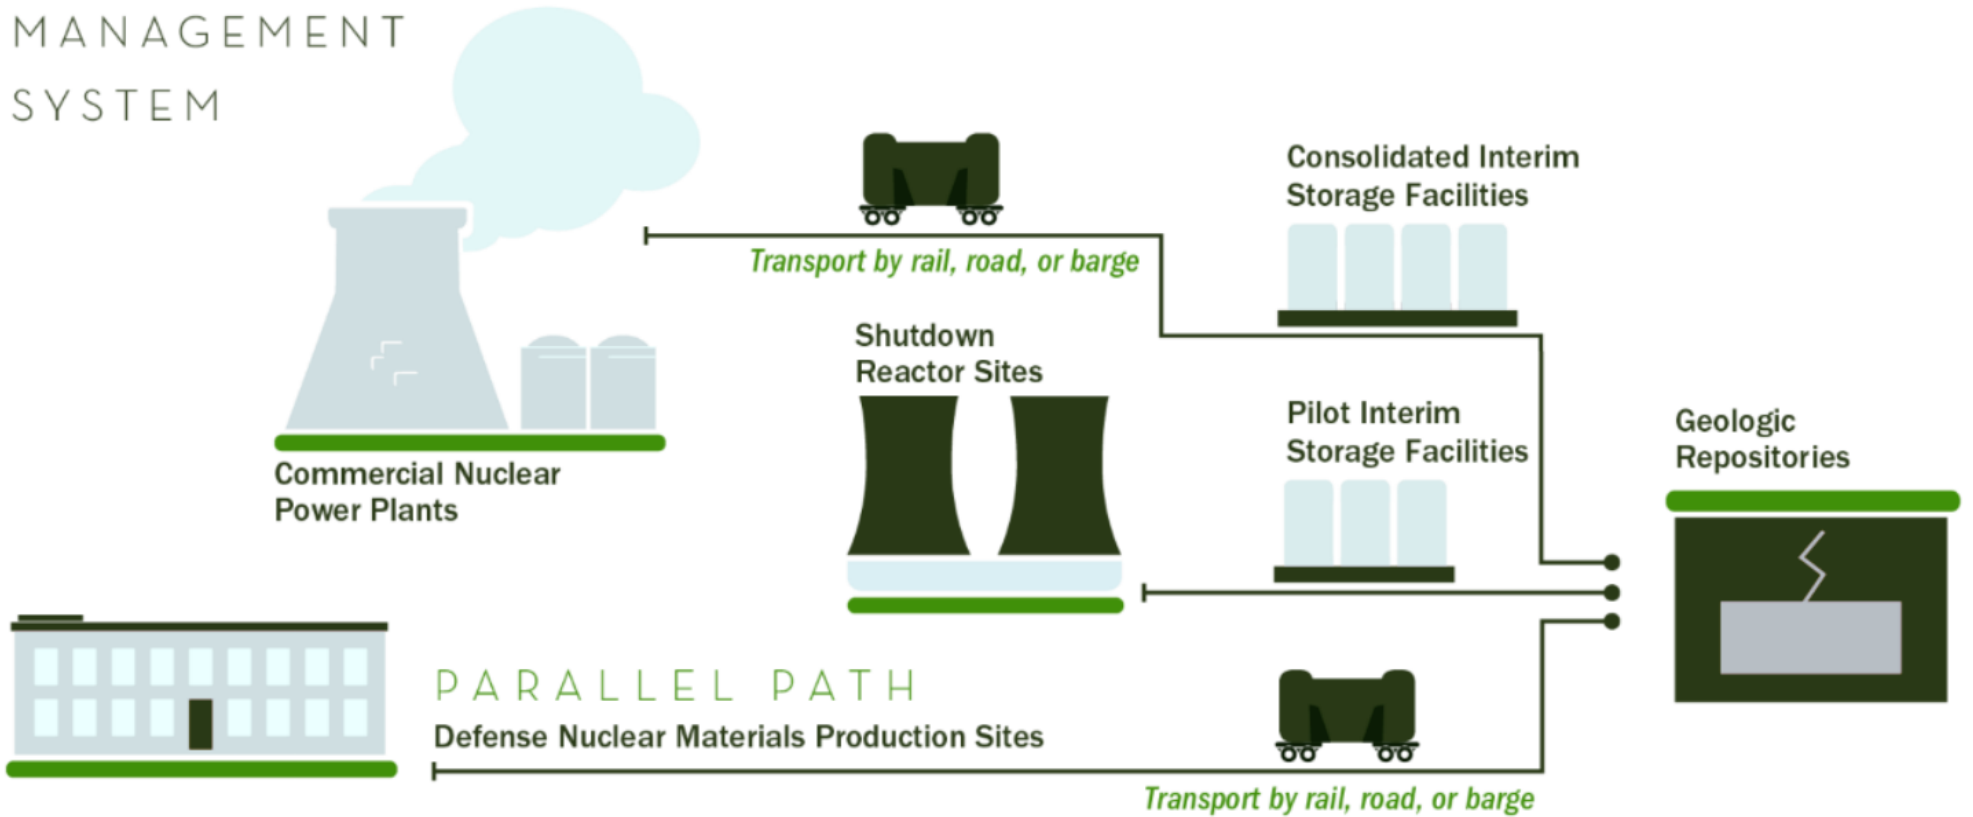 MANAGEMENT
SYSTEM
Consolidated Interim
Storage Facilities
Transport by rail, road, or barge
Shutdown
Reactor Sites
Pilot Interim
Storage Facilities
Geologic
Repositories
Commercial Nuclear
Power Plants
PARALLEL PATH
Defense Nuclear Materials Production Sites
Transport by rail, road, or barge